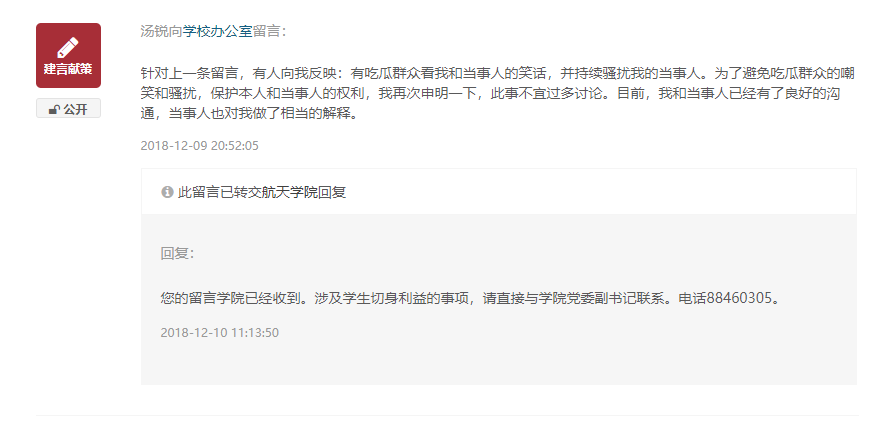 汤锐向学校办公室留言：
建言献策
公开
针对上一条留言，有人向我反映：有吃瓜群众看我和当事人的笑话，并持续骚扰我的当事人。为了避免吃瓜群众的嘲
笑和骚扰，保护本人和当事人的权利，我再次申明一下，此事不宜过多讨论。目前，我和当事人已经有了良好的沟
通，当事人也对我做了相当的解释。
2018-12-09 20:52:05
此留言已转交航天学院回复
回复：
您的留言学院已经收到。涉及学生切身利益的事项，请直接与学院党委副书记联系。电话88460305。
2018-12-10 11:13:50